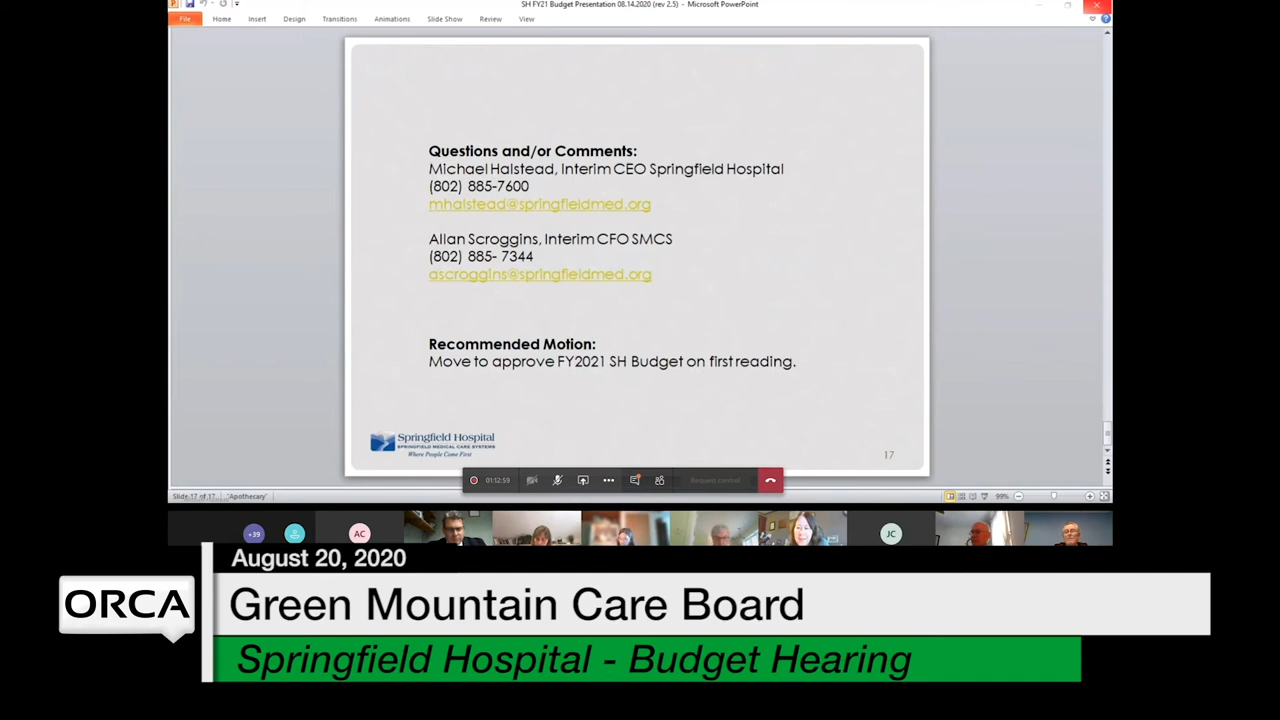 SH FY21 Budget Presentation 08.14.2020 (rev 2.5) - Microsoft PowerPoint
File Home Insert Design Transitions Animations Slide Show Review View
Questions and/or Comments:
Michael Halstead, Interim CEO Springfield Hospital
(802) 885-7600
mhalstead@springfieldmed.org
Allan Scroggins, Interim CFO SMCS
(802) 885- 7344
ascroggins@springfieldmed.org
Recommended Motion:
Move to approve FY2021 SH Budget on first reading.
Springfield Hospital
SPRINGFIELD MEDICAL CARE SYSTEMS
Where People Come First
17
01:12:59
Request control
Slide 17 of 17 "Apothecary"
99%
+39
AC
JC
August 20, 2020
ORCA
Green Mountain Care Board
Springfield Hospital - Budget Hearing